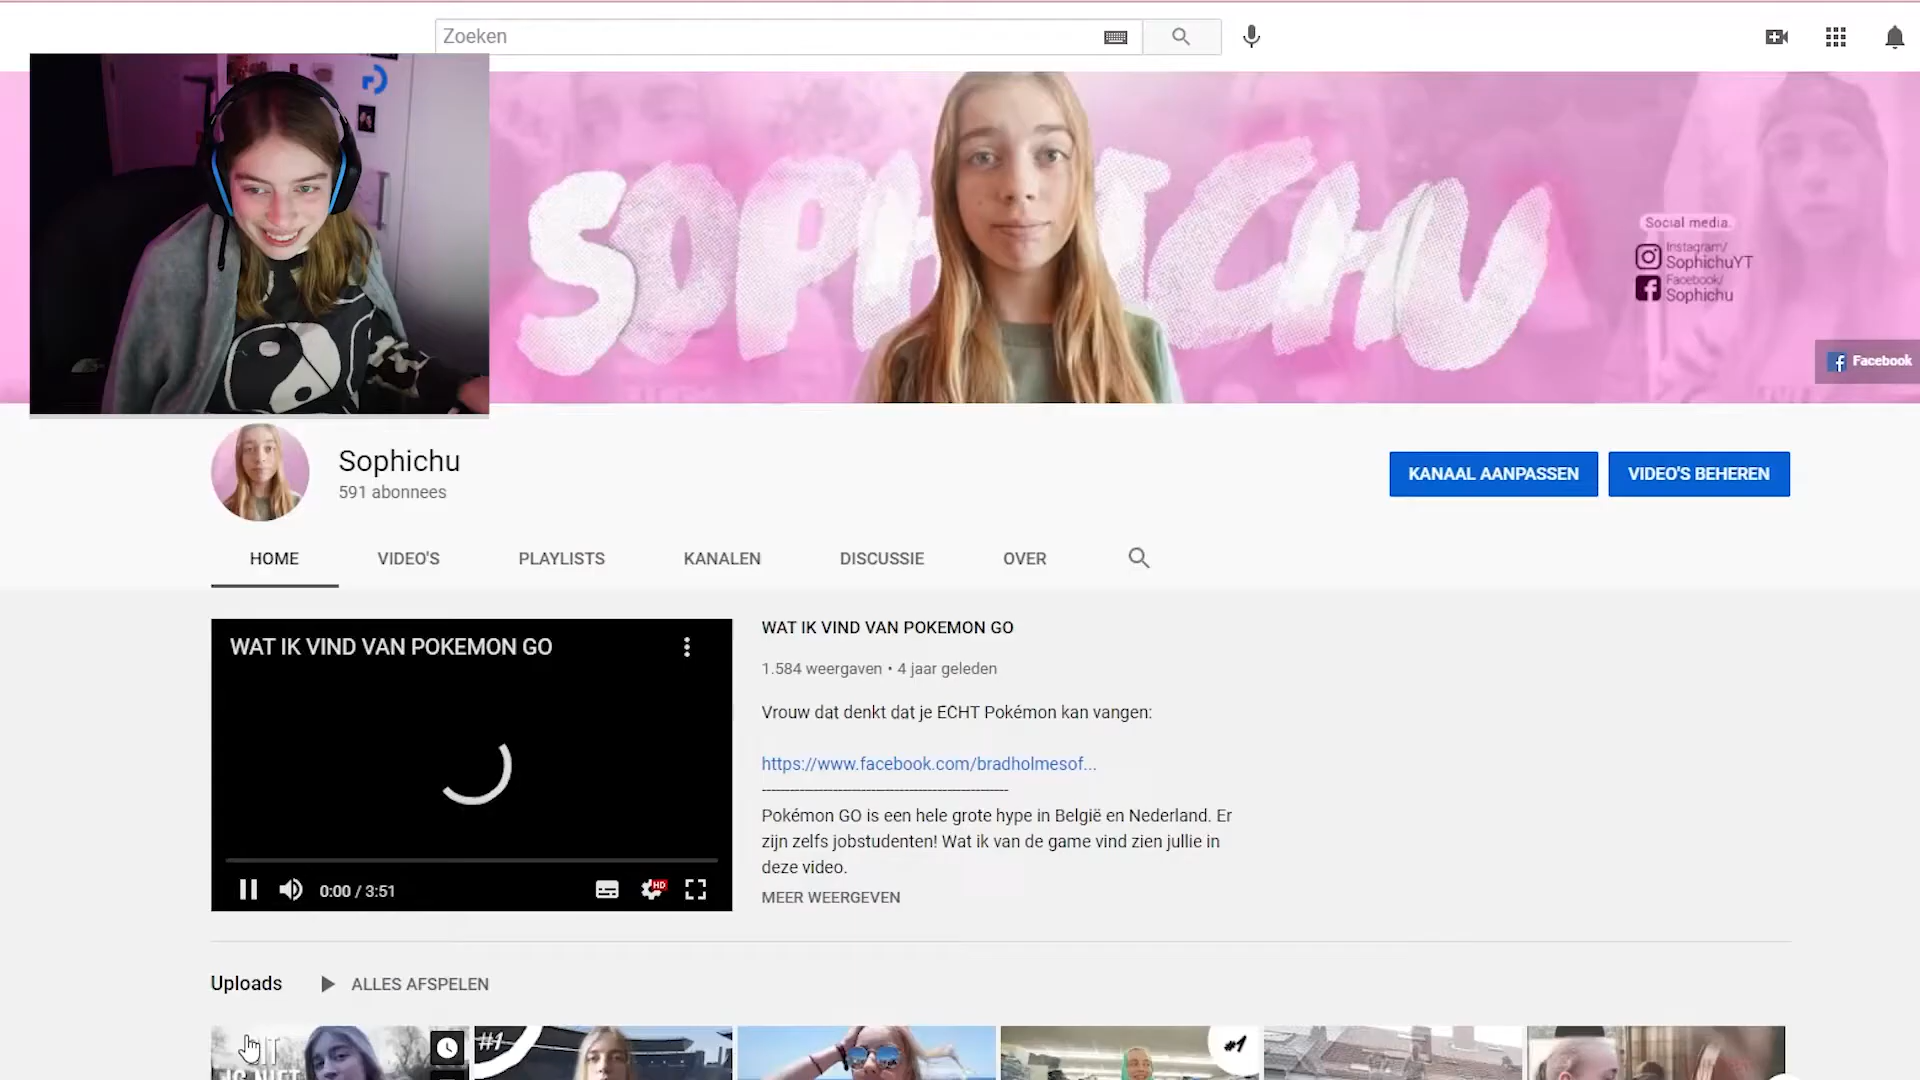 Zoeken
SOPHICHU
Social media.
Instagram/
SophichuYT
Facebook/
Sophichu
Facebook
Sophichu
591 abonnees
KANAAL AANPASSEN
VIDEO'S BEHEREN
HOME
VIDEO'S
PLAYLISTS
KANALEN
DISCUSSIE
OVER
WAT IK VIND VAN POKEMON GO
0:00 / 3:51
HD
WAT IK VIND VAN POKEMON GO
1.584 weergaven • 4 jaar geleden
Vrouw dat denkt dat je ECHT Pokémon kan vangen:
https://www.facebook.com/bradholmesof...
--------------------------------------------------
Pokémon GO is een hele grote hype in België en Nederland. Er
zijn zelfs jobstudenten! Wat ik van de game vind zien jullie in
deze video.
MEER WEERGEVEN
Uploads
ALLES AFSPELEN
#1
#1